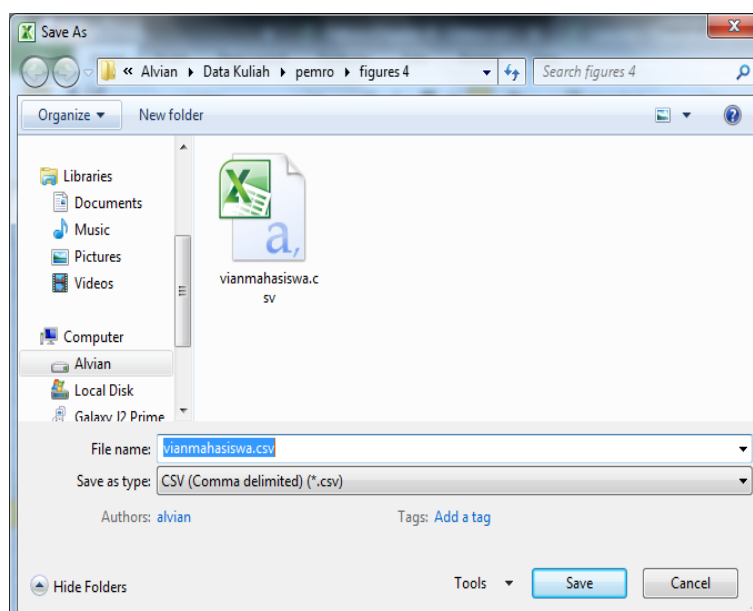 Save As
« Alvian ▸ Data Kuliah ▸ pemro ▸ figures 4
Search figures 4
Organize ▾ New folder
Libraries
Documents
Music
Pictures
Videos
Computer
Alvian
Local Disk
Galaxy J2 Prime
vianmahasiswa.c
sv
File name: vianmahasiswa.csv
Save as type: CSV (Comma delimited) (*.csv)
Authors: alvian Tags: Add a tag
Hide Folders Tools ▾ Save Cancel